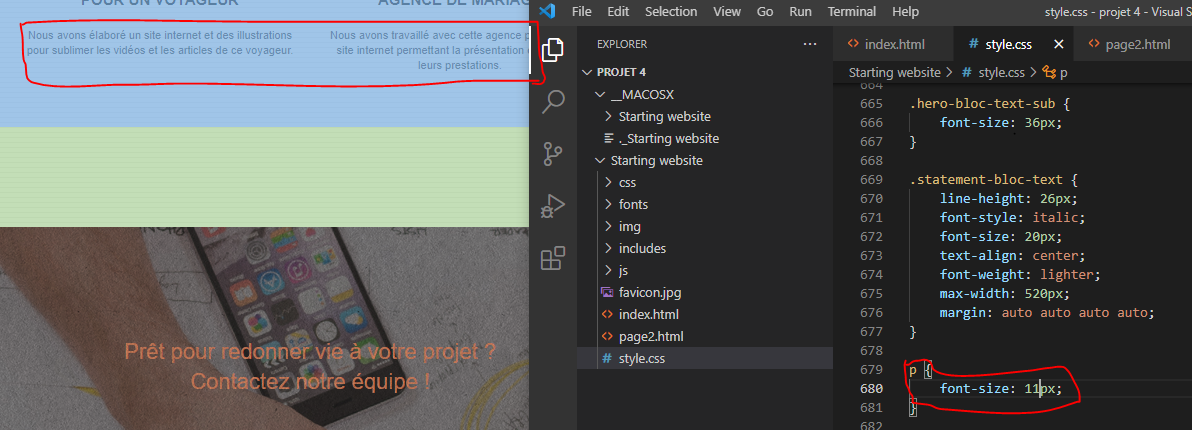 POUR UN VOYAGEUR
AGENCE DE MARIAG
Nous avons élaboré un site internet et des illustrations
pour sublimer les vidéos et les articles de ce voyageur.
Nous avons travaillé avec cette agence p
site internet permettant la présentation
leurs prestations.
Prêt pour redonner vie à votre projet ?
Contactez notre équipe !
File Edit Selection View Go Run Terminal Help
style.css - projet 4 - Visual S
EXPLORER
PROJET 4
__MACOSX
Starting website
._Starting website
Starting website
css
fonts
img
includes
js
favicon.jpg
index.html
page2.html
style.css
index.html style.css page2.html
Starting website > # style.css > p
664
665 .hero-bloc-text-sub {
666 font-size: 36px;
667 }
668
669 .statement-bloc-text {
670 line-height: 26px;
671 font-style: italic;
672 font-size: 20px;
673 text-align: center;
674 font-weight: lighter;
675 max-width: 520px;
676 margin: auto auto auto auto;
677 }
678
679 p {
680 font-size: 11px;
681 }
682